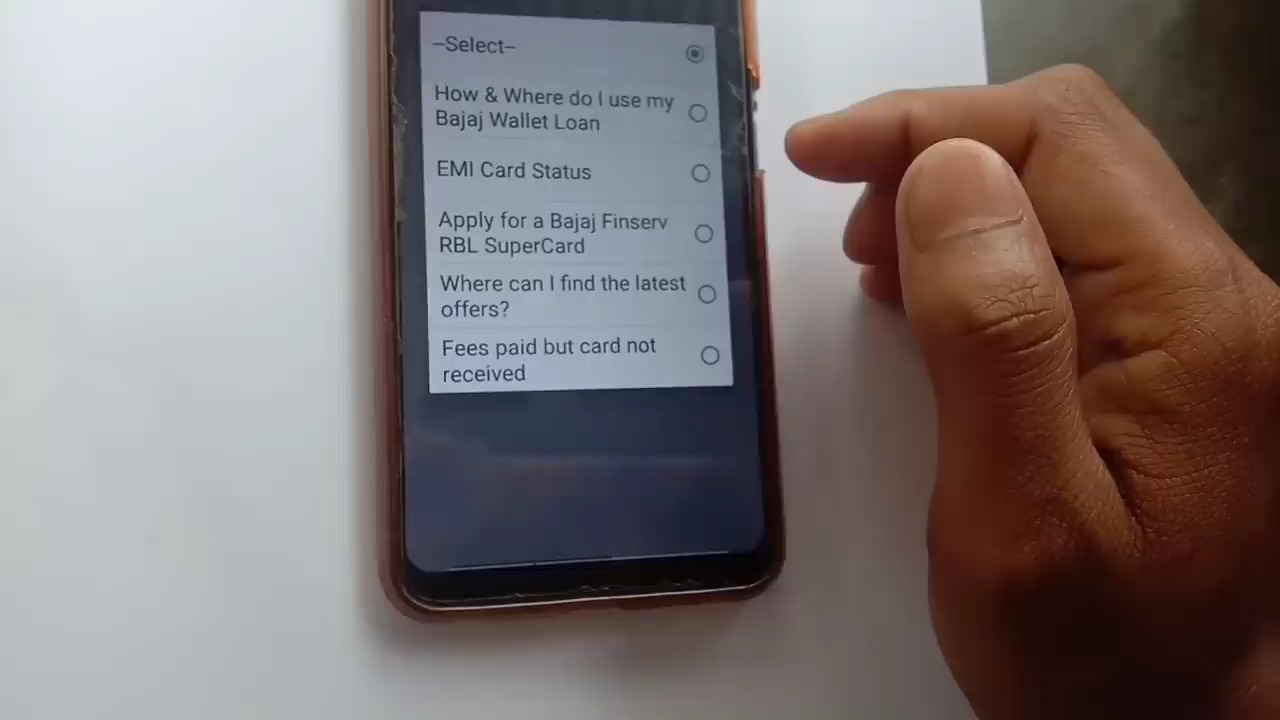 --Select--
How & Where do I use my
Bajaj Wallet Loan
EMI Card Status
Apply for a Bajaj Finserv
RBL SuperCard
Where can I find the latest
offers?
Fees paid but card not
received